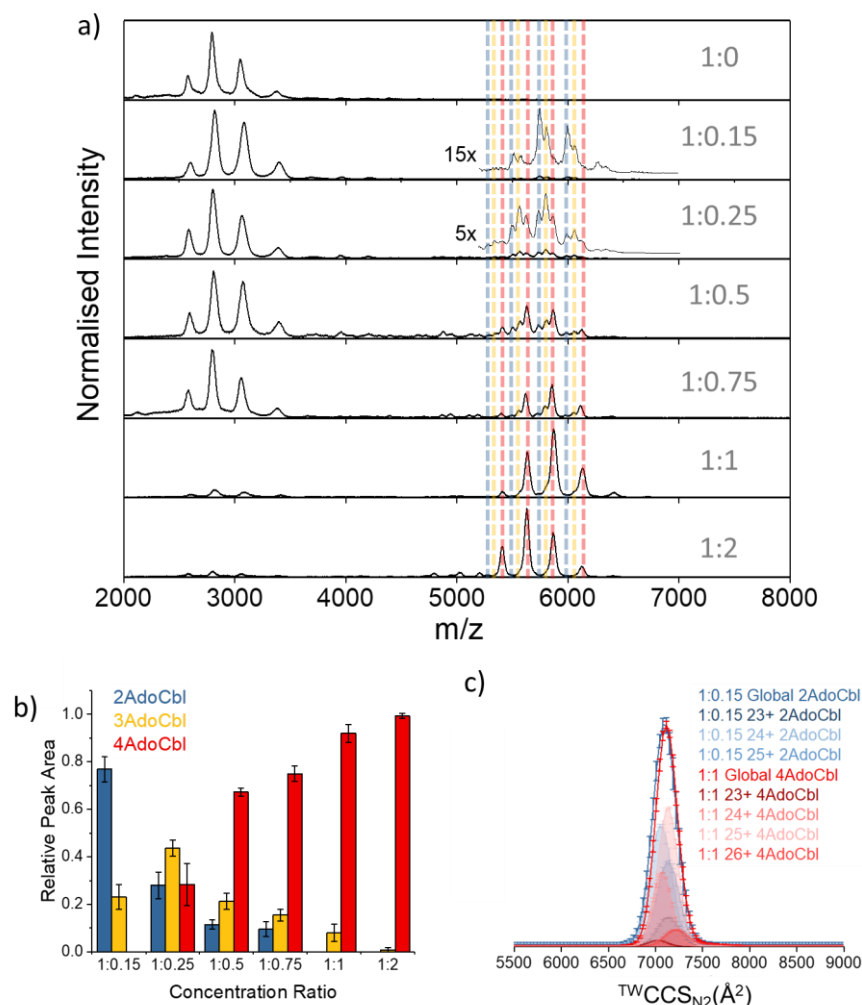 a)
Normalised Intensity
1:0
15x
1:0.15
5x
1:0.25
1:0.5
1:0.75
1:1
1:2
2000 3000 4000 5000 6000 7000 8000
m/z
b)
2AdoCbl
3AdoCbl
4AdoCbl
Relative Peak Area
1.0
0.8
0.6
0.4
0.2
0.0
1:0.15 1:0.25 1:0.5 1:0.75 1:1 1:2
Concentration Ratio
c)
1:0.15 Global 2AdoCbl
1:0.15 23+ 2AdoCbl
1:0.15 24+ 2AdoCbl
1:0.15 25+ 2AdoCbl
1:1 Global 4AdoCbl
1:1 23+ 4AdoCbl
1:1 24+ 4AdoCbl
1:1 25+ 4AdoCbl
1:1 26+ 4AdoCbl
5500 6000 6500 7000 7500 8000 8500 9000
TWCCSN2(Å²)